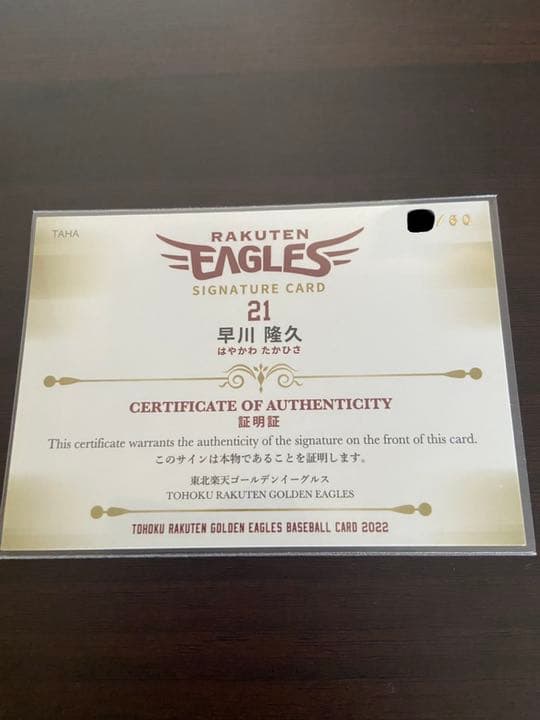 TAHA
/60
RAKUTEN
EAGLES
SIGNATURE CARD
21
早川 隆久
はやかわ たかひさ
CERTIFICATE OF AUTHENTICITY
証明証
This certificate warrants the authenticity of the signature on the front of this card.
このサインは本物であることを証明します。
東北楽天ゴールデンイーグルス
TOHOKU RAKUTEN GOLDEN EAGLES
TOHOKU RAKUTEN GOLDEN EAGLES BASEBALL CARD 2022